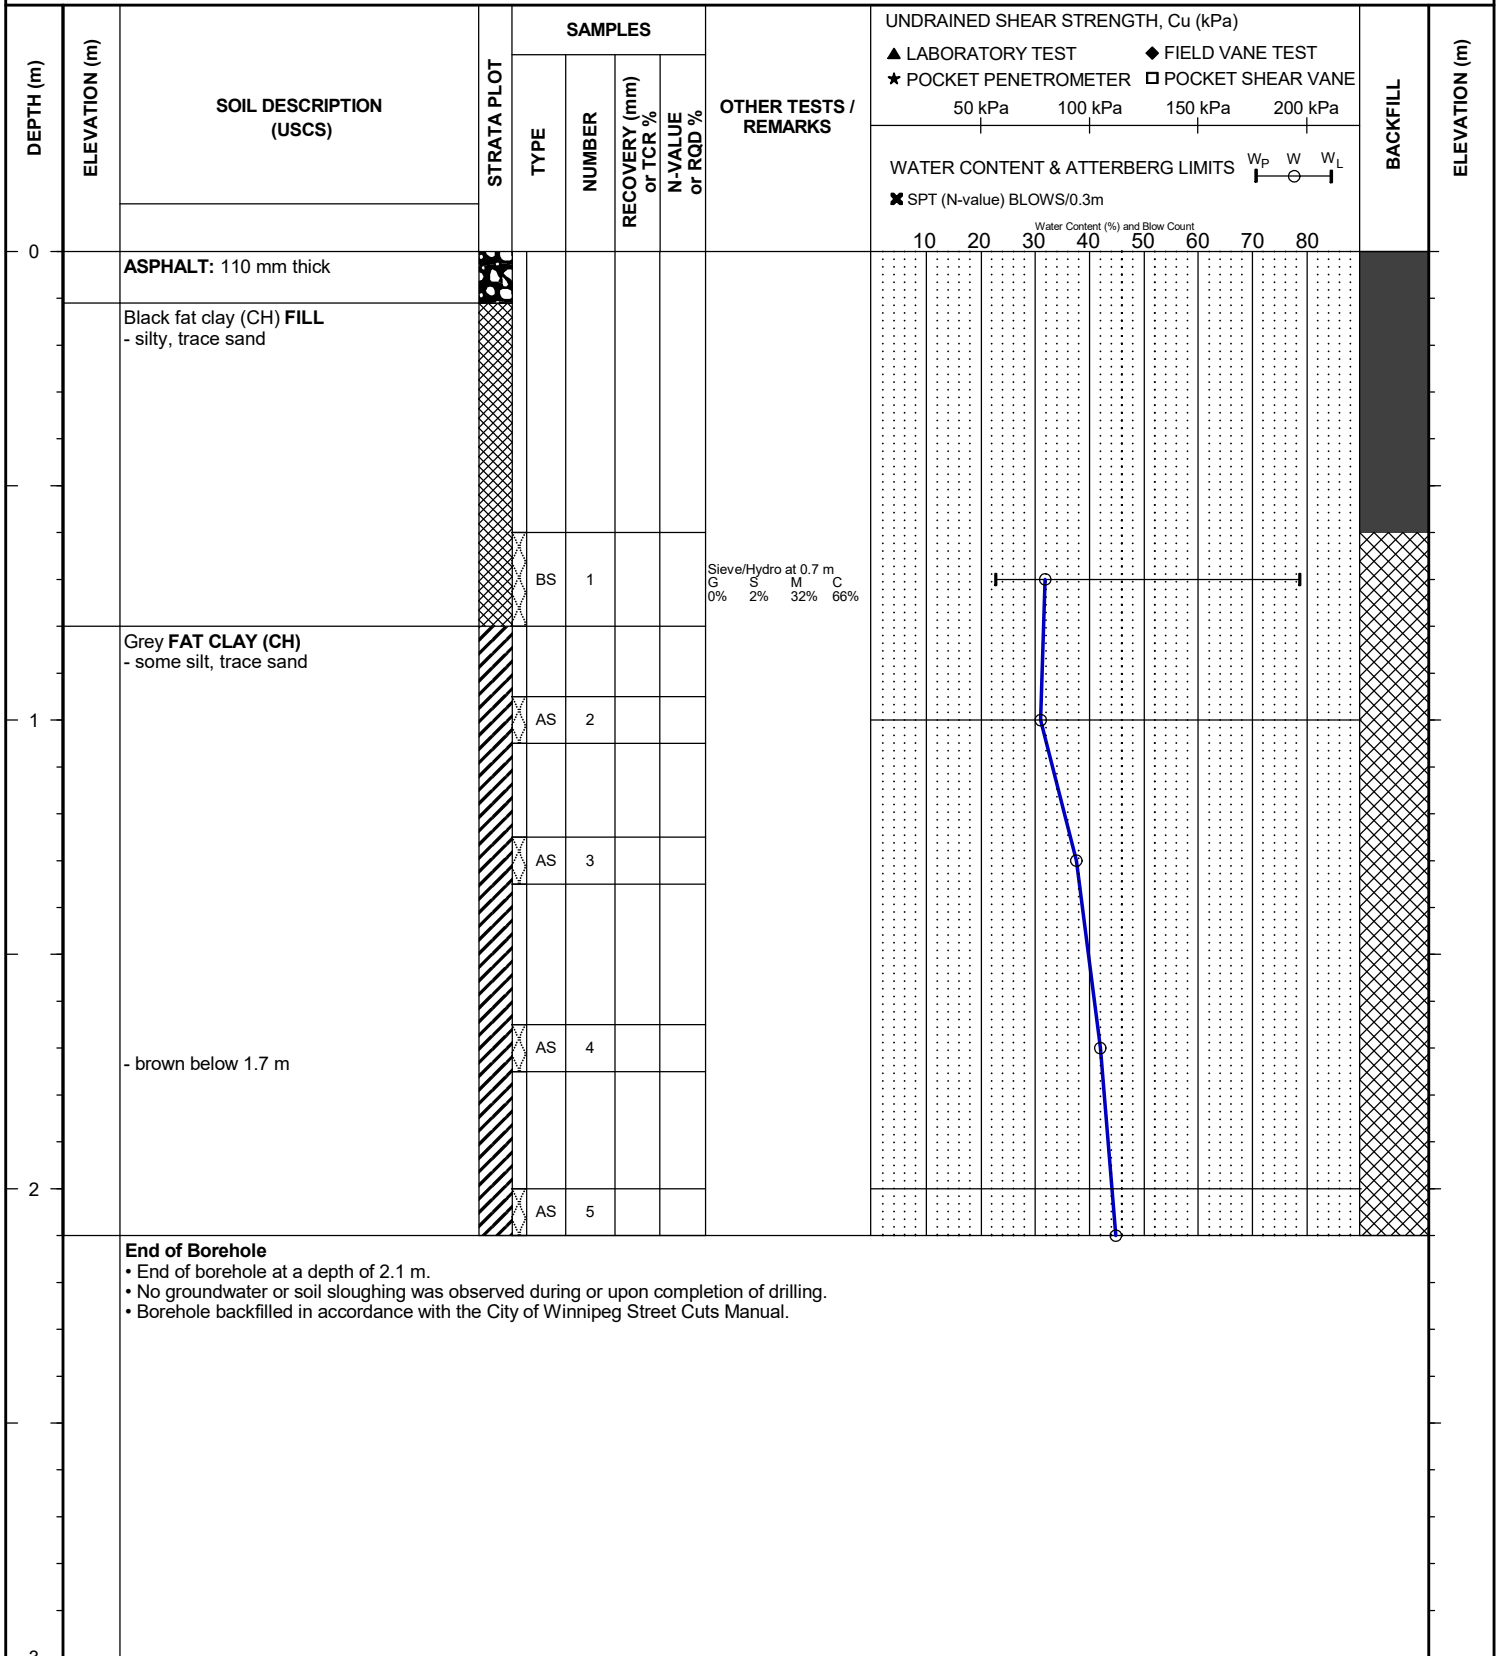 DEPTH (m)
ELEVATION (m)
SOIL DESCRIPTION
(USCS)
STRATA PLOT
SAMPLES
TYPE
NUMBER
RECOVERY (mm)
or TCR %
N-VALUE
or RQD %
OTHER TESTS /
REMARKS
UNDRAINED SHEAR STRENGTH, Cu (kPa)
▲ LABORATORY TEST ◆ FIELD VANE TEST
★ POCKET PENETROMETER □ POCKET SHEAR VANE
50 kPa 100 kPa 150 kPa 200 kPa
WATER CONTENT & ATTERBERG LIMITS WP W WL
✖ SPT (N-value) BLOWS/0.3m
Water Content (%) and Blow Count
10 20 30 40 50 60 70 80
BACKFILL
ELEVATION (m)
0
ASPHALT: 110 mm thick
Black fat clay (CH) FILL
- silty, trace sand
BS 1
Sieve/Hydro at 0.7 m
G S M C
0% 2% 32% 66%
Grey FAT CLAY (CH)
- some silt, trace sand
1
AS 2
AS 3
AS 4
- brown below 1.7 m
2
AS 5
End of Borehole
• End of borehole at a depth of 2.1 m.
• No groundwater or soil sloughing was observed during or upon completion of drilling.
• Borehole backfilled in accordance with the City of Winnipeg Street Cuts Manual.
3